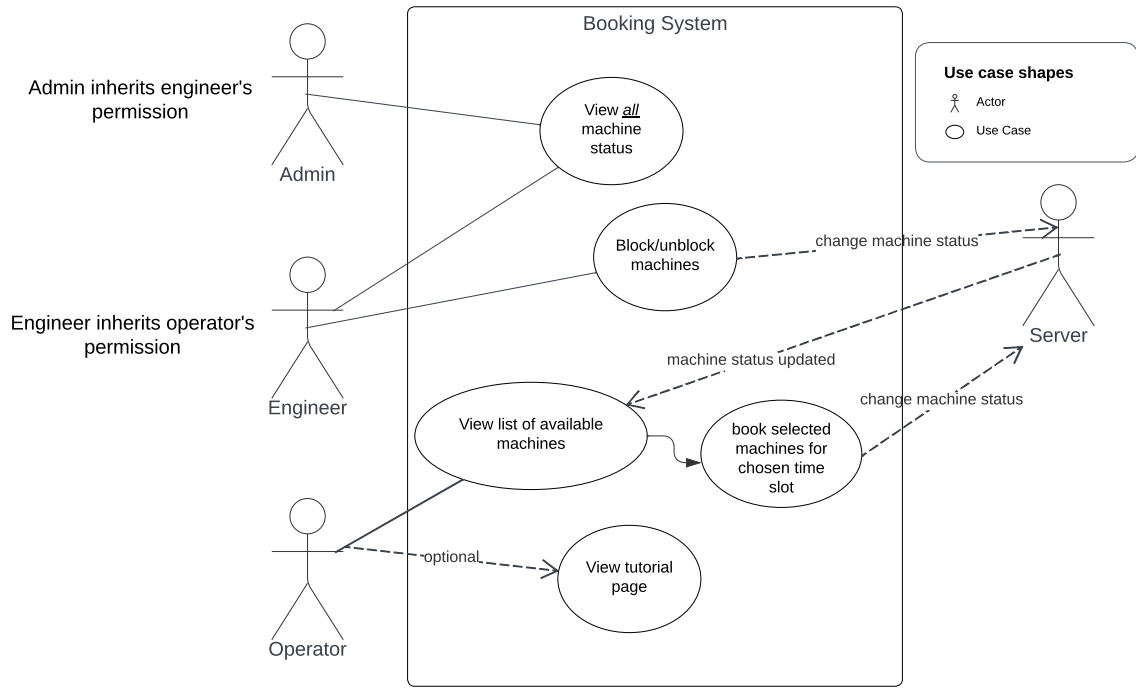 Booking System
Use case shapes
Actor
Use Case
Admin inherits engineer's
permission
Admin
View all
machine
status
Block/unblock
machines
change machine status
Server
Engineer inherits operator's
permission
Engineer
machine status updated
change machine status
View list of available
machines
book selected
machines for
chosen time
slot
optional
View tutorial
page
Operator